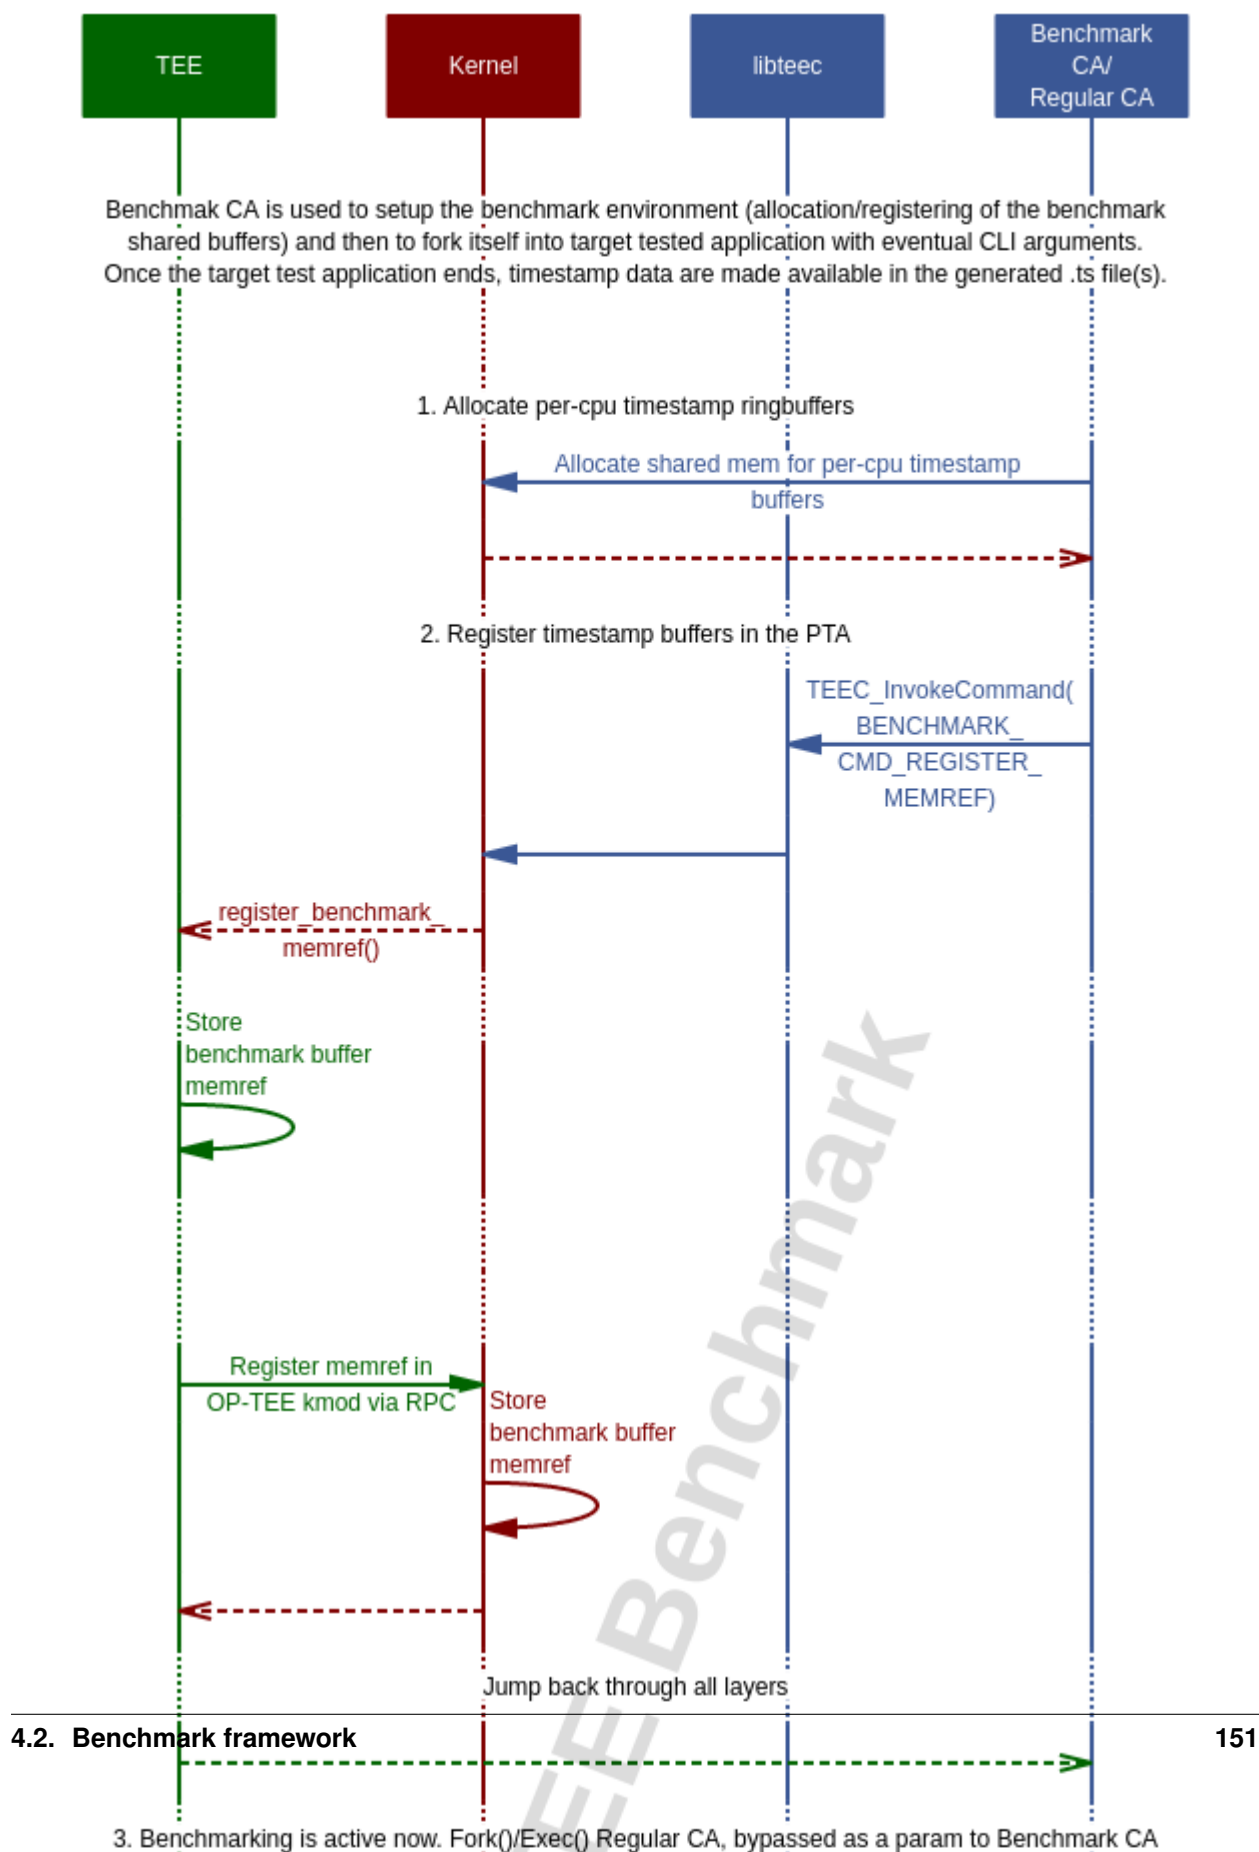 TEE
Kernel
libteec
Benchmark
CA/
Regular CA
Benchmak CA is used to setup the benchmark environment (allocation/registering of the benchmark
shared buffers) and then to fork itself into target tested application with eventual CLI arguments.
Once the target test application ends, timestamp data are made available in the generated .ts file(s).
1. Allocate per-cpu timestamp ringbuffers
Allocate shared mem for per-cpu timestamp
buffers
2. Register timestamp buffers in the PTA
TEEC_InvokeCommand(
BENCHMARK_
CMD_REGISTER_
MEMREF)
register_benchmark_
memref()
Store
benchmark buffer
memref
Register memref in
OP-TEE kmod via RPC
Store
benchmark buffer
memref
Jump back through all layers
4.2. Benchmark framework
151
3. Benchmarking is active now. Fork()/Exec() Regular CA, bypassed as a param to Benchmark CA
EE Benchmark